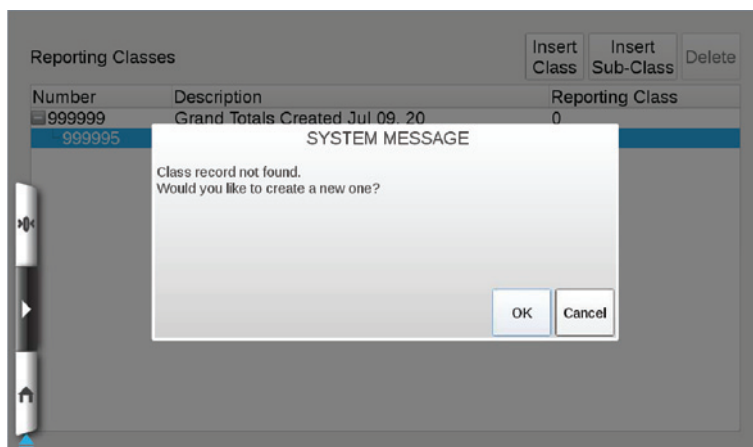 Reporting Classes
Insert Class
Insert Sub-Class
Delete
Number Description Reporting Class
999999 Grand Totals Created Jul 09, 20 0
999995
SYSTEM MESSAGE
Class record not found.
Would you like to create a new one?
OK Cancel
>0<